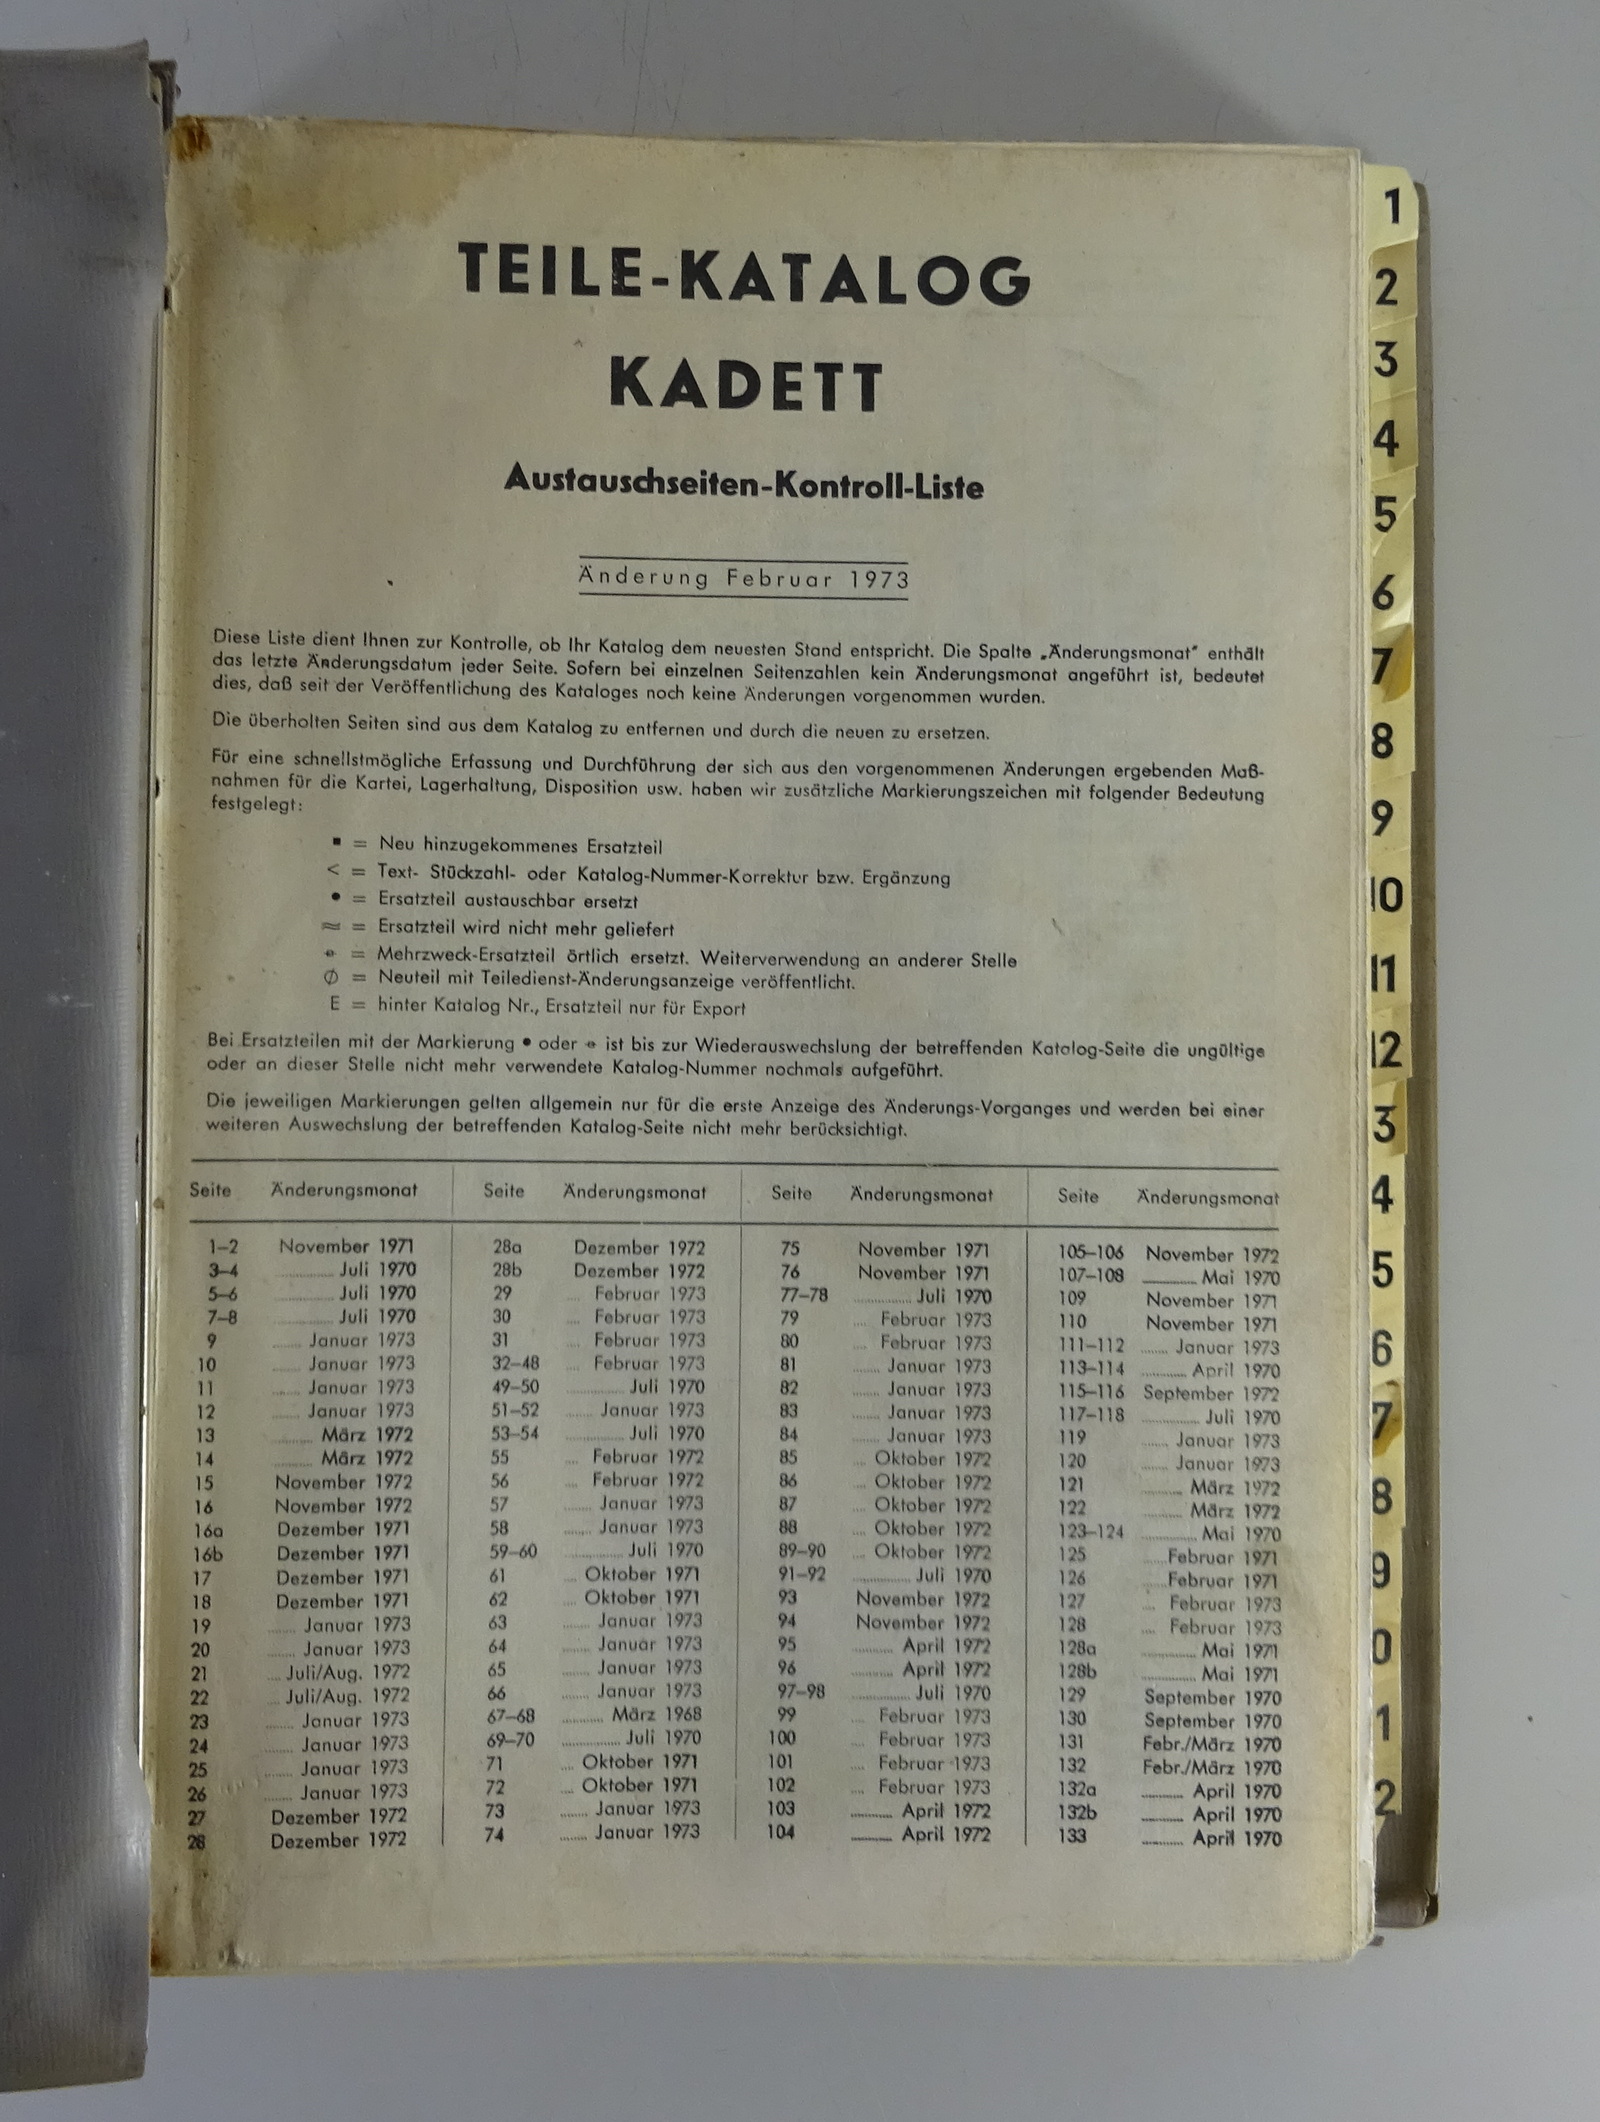 TEILE-KATALOG
KADETT
Austauschseiten-Kontroll-Liste
Änderung Februar 1973
Diese Liste dient Ihnen zur Kontrolle, ob Ihr Katalog dem neuesten Stand entspricht. Die Spalte „Änderungsmonat" enthält
das letzte Änderungsdatum jeder Seite. Sofern bei einzelnen Seitenzahlen kein Änderungsmonat angeführt ist, bedeutet
dies, daß seit der Veröffentlichung des Kataloges noch keine Änderungen vorgenommen wurden.
Die überholten Seiten sind aus dem Katalog zu entfernen und durch die neuen zu ersetzen.
Für eine schnellstmögliche Erfassung und Durchführung der sich aus den vorgenommenen Änderungen ergebenden Maß-
nahmen für die Kartei, Lagerhaltung, Disposition usw. haben wir zusätzliche Markierungszeichen mit folgender Bedeutung
festgelegt:
▪ = Neu hinzugekommenes Ersatzteil
< = Text- Stückzahl- oder Katalog-Nummer-Korrektur bzw. Ergänzung
• = Ersatzteil austauschbar ersetzt
≈ = Ersatzteil wird nicht mehr geliefert
= Mehrzweck-Ersatzteil örtlich ersetzt. Weiterverwendung an anderer Stelle
∅ = Neuteil mit Teiledienst-Änderungsanzeige veröffentlicht.
E = hinter Katalog Nr., Ersatzteil nur für Export
Bei Ersatzteilen mit der Markierung • oder ist bis zur Wiederauswechslung der betreffenden Katalog-Seite die ungültige
oder an dieser Stelle nicht mehr verwendete Katalog-Nummer nochmals aufgeführt.
Die jeweiligen Markierungen gelten allgemein nur für die erste Anzeige des Änderungs-Vorganges und werden bei einer
weiteren Auswechslung der betreffenden Katalog-Seite nicht mehr berücksichtigt.
Seite Änderungsmonat Seite Änderungsmonat Seite Änderungsmonat Seite Änderungsmonat
1–2 November 1971 28a Dezember 1972 75 November 1971 105–106 November 1972
3–4 Juli 1970 28b Dezember 1972 76 November 1971 107–108 Mai 1970
5–6 Juli 1970 29 Februar 1973 77–78 Juli 1970 109 November 1971
7–8 Juli 1970 30 Februar 1973 79 Februar 1973 110 November 1971
9 Januar 1973 31 Februar 1973 80 Februar 1973 111–112 Januar 1973
10 Januar 1973 32–48 Februar 1973 81 Januar 1973 113–114 April 1970
11 Januar 1973 49–50 Juli 1970 82 Januar 1973 115–116 September 1972
12 Januar 1973 51–52 Januar 1973 83 Januar 1973 117–118 Juli 1970
13 März 1972 53–54 Juli 1970 84 Januar 1973 119 Januar 1973
14 März 1972 55 Februar 1972 85 Oktober 1972 120 Januar 1973
15 November 1972 56 Februar 1972 86 Oktober 1972 121 März 1972
16 November 1972 57 Januar 1973 87 Oktober 1972 122 März 1972
16a Dezember 1971 58 Januar 1973 88 Oktober 1972 123–124 Mai 1970
16b Dezember 1971 59–60 Juli 1970 89–90 Oktober 1972 125 Februar 1971
17 Dezember 1971 61 Oktober 1971 91–92 Juli 1970 126 Februar 1971
18 Dezember 1971 62 Oktober 1971 93 November 1972 127 Februar 1973
19 Januar 1973 63 Januar 1973 94 November 1972 128 Februar 1973
20 Januar 1973 64 Januar 1973 95 April 1972 128a Mai 1971
21 Juli/Aug. 1972 65 Januar 1973 96 April 1972 128b Mai 1971
22 Juli/Aug. 1972 66 Januar 1973 97–98 Juli 1970 129 September 1970
23 Januar 1973 67–68 März 1968 99 Februar 1973 130 September 1970
24 Januar 1973 69–70 Juli 1970 100 Februar 1973 131 Febr./März 1970
25 Januar 1973 71 Oktober 1971 101 Februar 1973 132 Febr./März 1970
26 Januar 1973 72 Oktober 1971 102 Februar 1973 132a April 1970
27 Dezember 1972 73 Januar 1973 103 April 1972 132b April 1970
28 Dezember 1972 74 Januar 1973 104 April 1972 133 April 1970
1
2
3
4
5
6
7
8
9
10
11
12
3
4
5
6
7
8
9
0
1
2